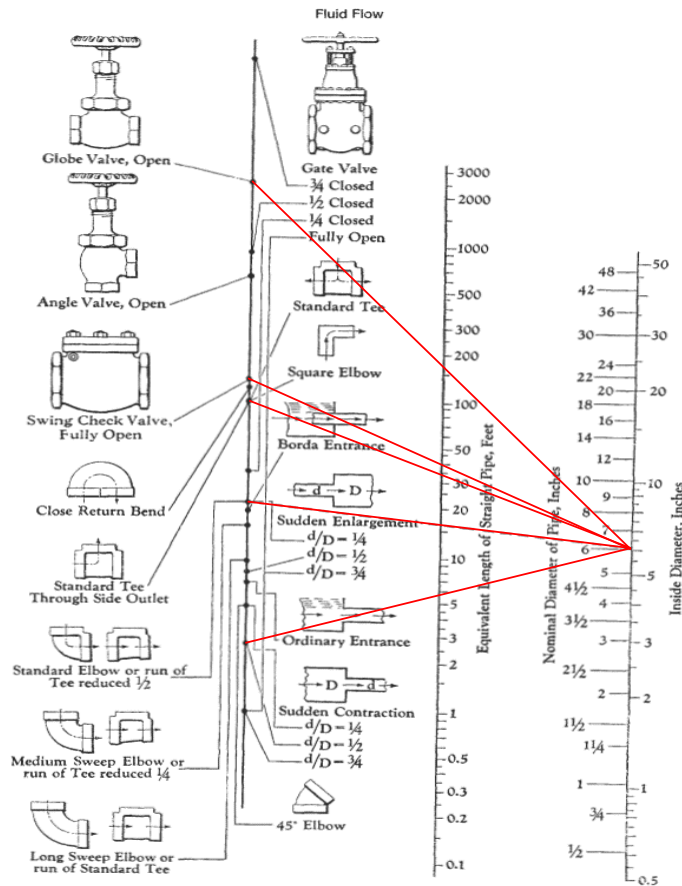 Fluid Flow
Globe Valve, Open
Angle Valve, Open
Swing Check Valve,
Fully Open
Close Return Bend
Standard Tee
Through Side Outlet
Standard Elbow or run of
Tee reduced ½
Medium Sweep Elbow or
run of Tee reduced ¼
Long Sweep Elbow or
run of Standard Tee
Gate Valve
¾ Closed
½ Closed
¼ Closed
Fully Open
Standard Tee
Square Elbow
Borda Entrance
d D
Sudden Enlargement
d/D = ¼
d/D = ½
d/D = ¾
Ordinary Entrance
D d
Sudden Contraction
d/D = ¼
d/D = ½
d/D = ¾
45° Elbow
3000
2000
1000
500
300
200
100
50
30
20
10
5
3
2
1
0.5
0.3
0.2
0.1
Equivalent Length of Straight Pipe, Feet
Nominal Diameter of Pipe, Inches
48
42
36
30
24
22
20
18
16
14
12
10
9
8
7
6
5
4½
4
3½
3
2½
2
1½
1¼
1
¾
½
50
30
20
10
5
3
2
1
0.5
Inside Diameter, Inches